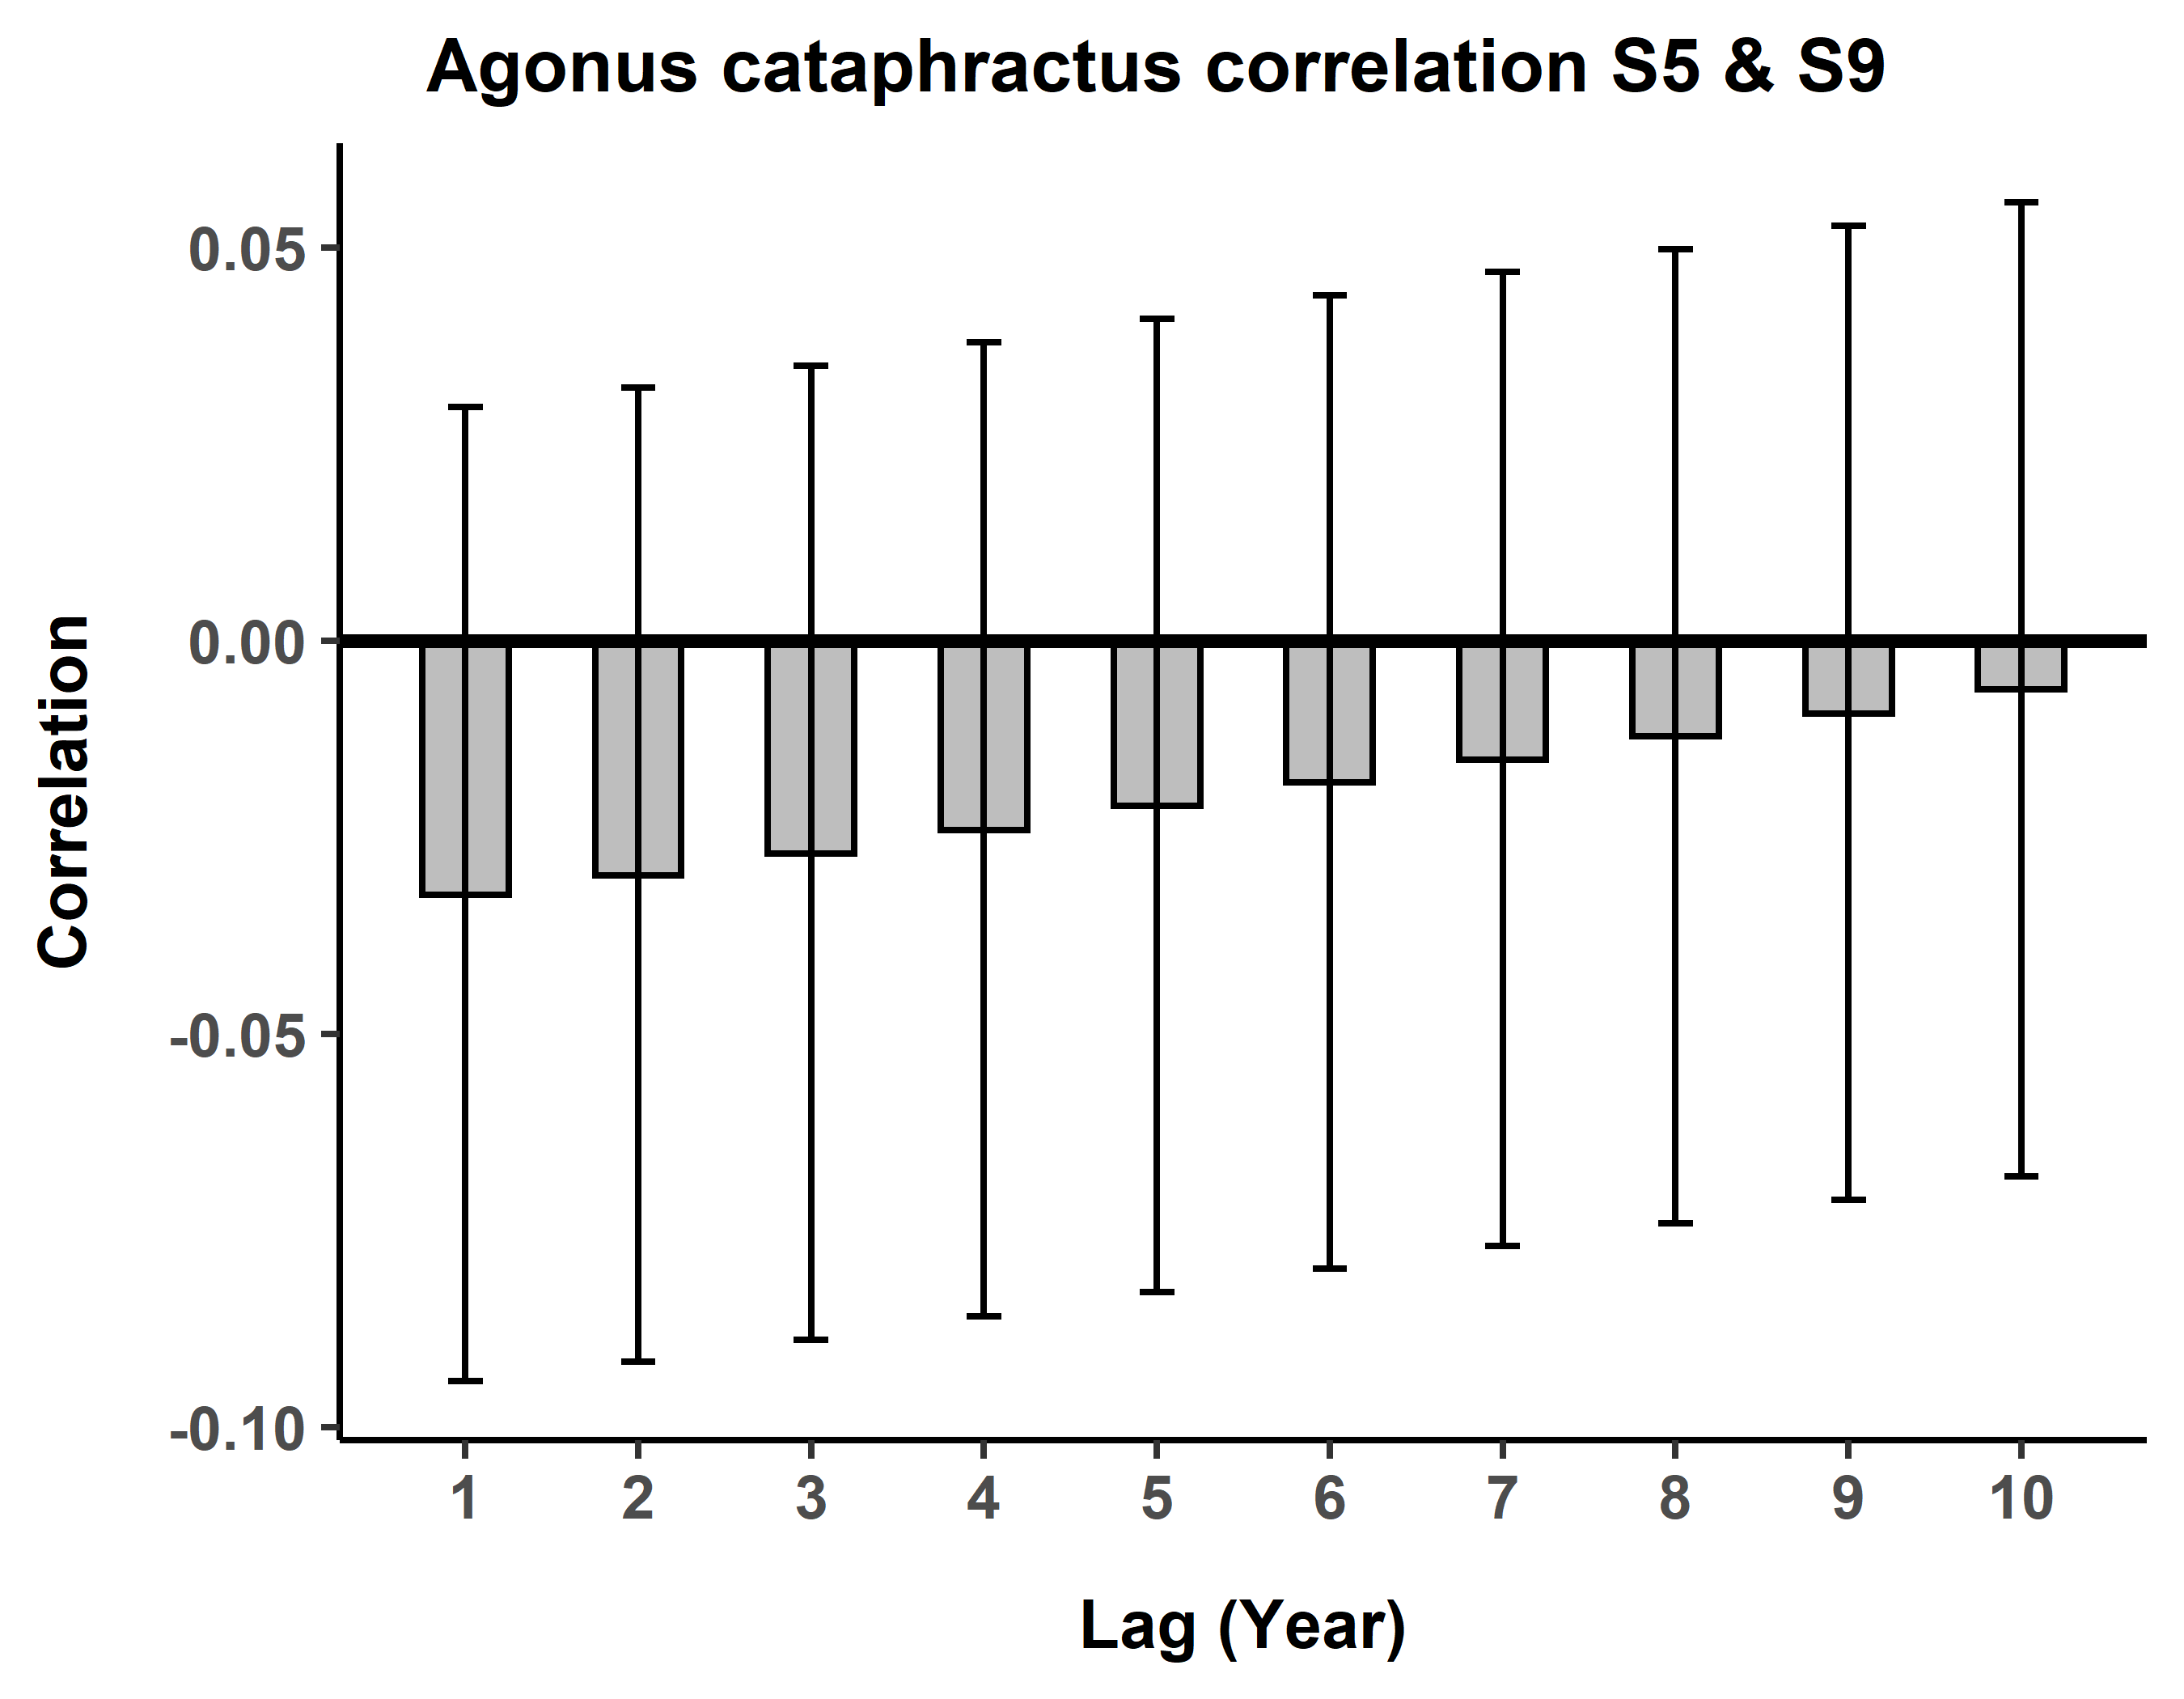 Agonus cataphractus correlation S5 & S9
Correlation
0.05
0.00
-0.05
-0.10
1 2 3 4 5 6 7 8 9 10
Lag (Year)